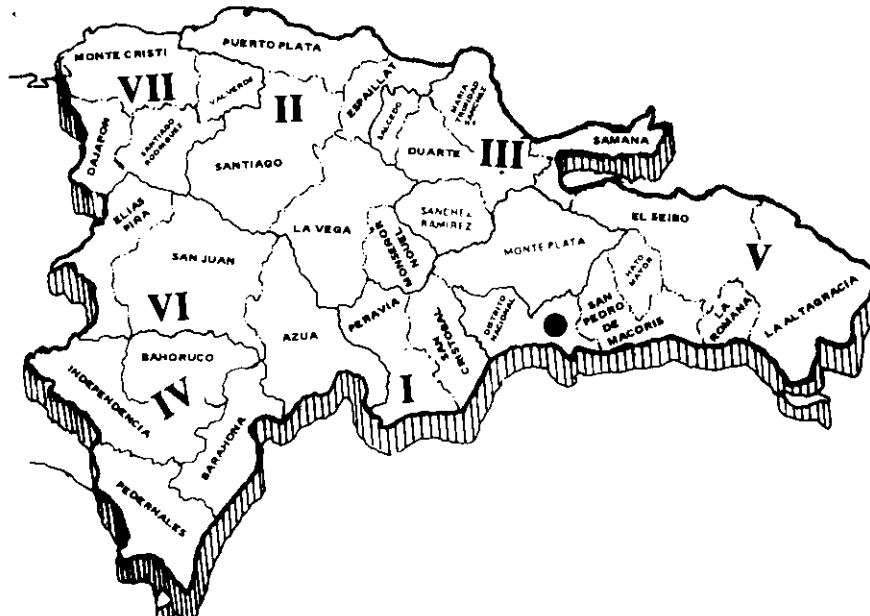 PUERTO PLATA
MONTE CRISTI
VII
VALVERDE
II
ESPAILLAT
MARIA
TRINIDAD
SANCHEZ
SALCEDO
DAJABON
SANTIAGO
RODRIGUEZ
SAMANA
DUARTE
III
SANTIAGO
ELIAS
PIÑA
SANCHEZ
RAMIREZ
EL SEIBO
LA VEGA
MONSEÑOR
NOUEL
SAN JUAN
MONTE PLATA
HATO
MAYOR
V
VI
PERAVIA
SAN
CRISTOBAL
DISTRITO
NACIONAL
SAN
PEDRO
DE
MACORIS
LA
ROMANA
LA ALTAGRACIA
AZUA
BAHORUCO
I
INDEPENDENCIA
IV
BARAHONA
PEDERNALES